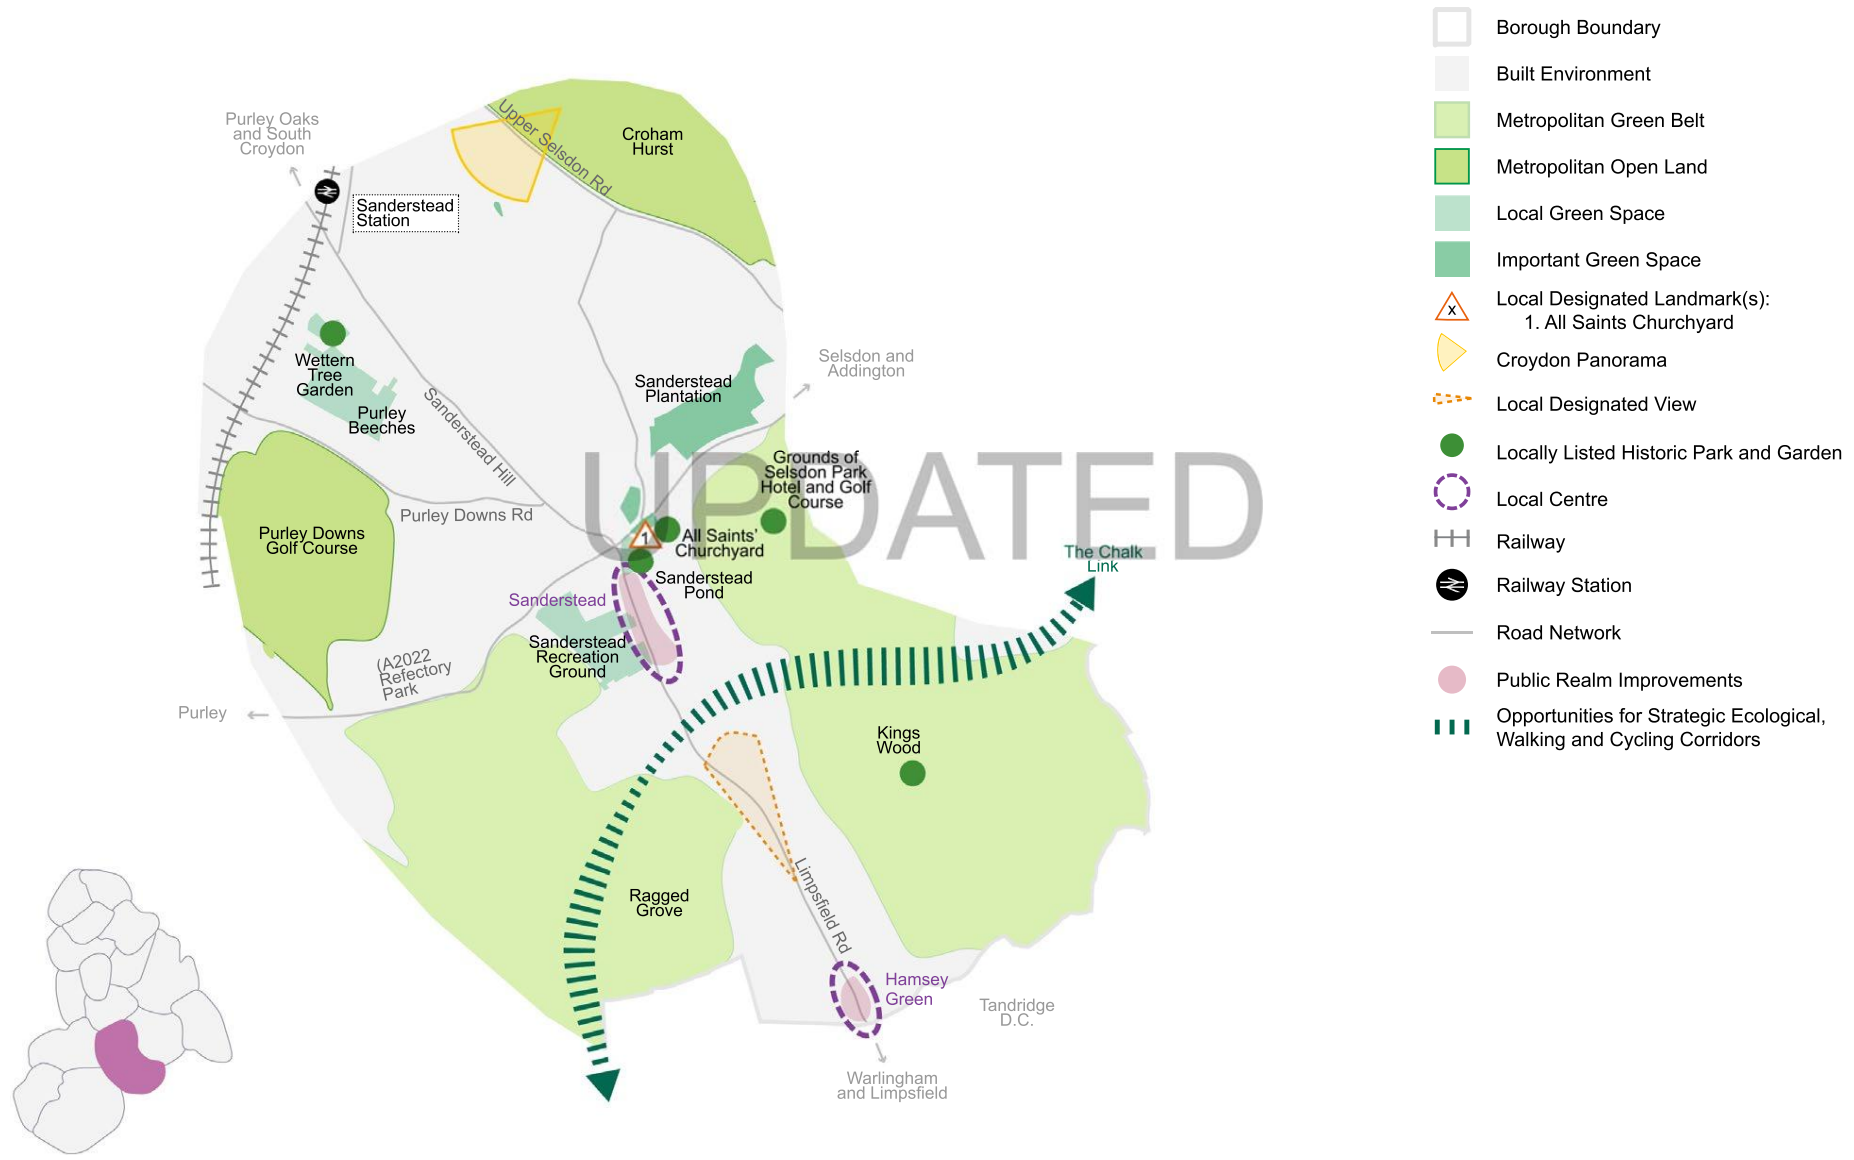 Purley Oaks
and South
Croydon
Sanderstead
Station
Upper Selsdon Rd
Croham
Hurst
Wettern
Tree
Garden
Purley
Beeches
Sanderstead Hill
Sanderstead
Plantation
Selsdon and
Addington
Grounds of
Selsdon Park
Hotel and Golf
Course
UPDATED
Purley Downs Rd
Purley Downs
Golf Course
1
All Saints'
Churchyard
Sanderstead
Pond
Sanderstead
Sanderstead
Recreation
Ground
The Chalk
Link
(A2022
Refectory
Park
Purley
Kings
Wood
Ragged
Grove
Limpsfield Rd
Hamsey
Green
Tandridge
D.C.
Warlingham
and Limpsfield
Borough Boundary
Built Environment
Metropolitan Green Belt
Metropolitan Open Land
Local Green Space
Important Green Space
x
Local Designated Landmark(s):
1. All Saints Churchyard
Croydon Panorama
Local Designated View
Locally Listed Historic Park and Garden
Local Centre
Railway
Railway Station
Road Network
Public Realm Improvements
Opportunities for Strategic Ecological,
Walking and Cycling Corridors